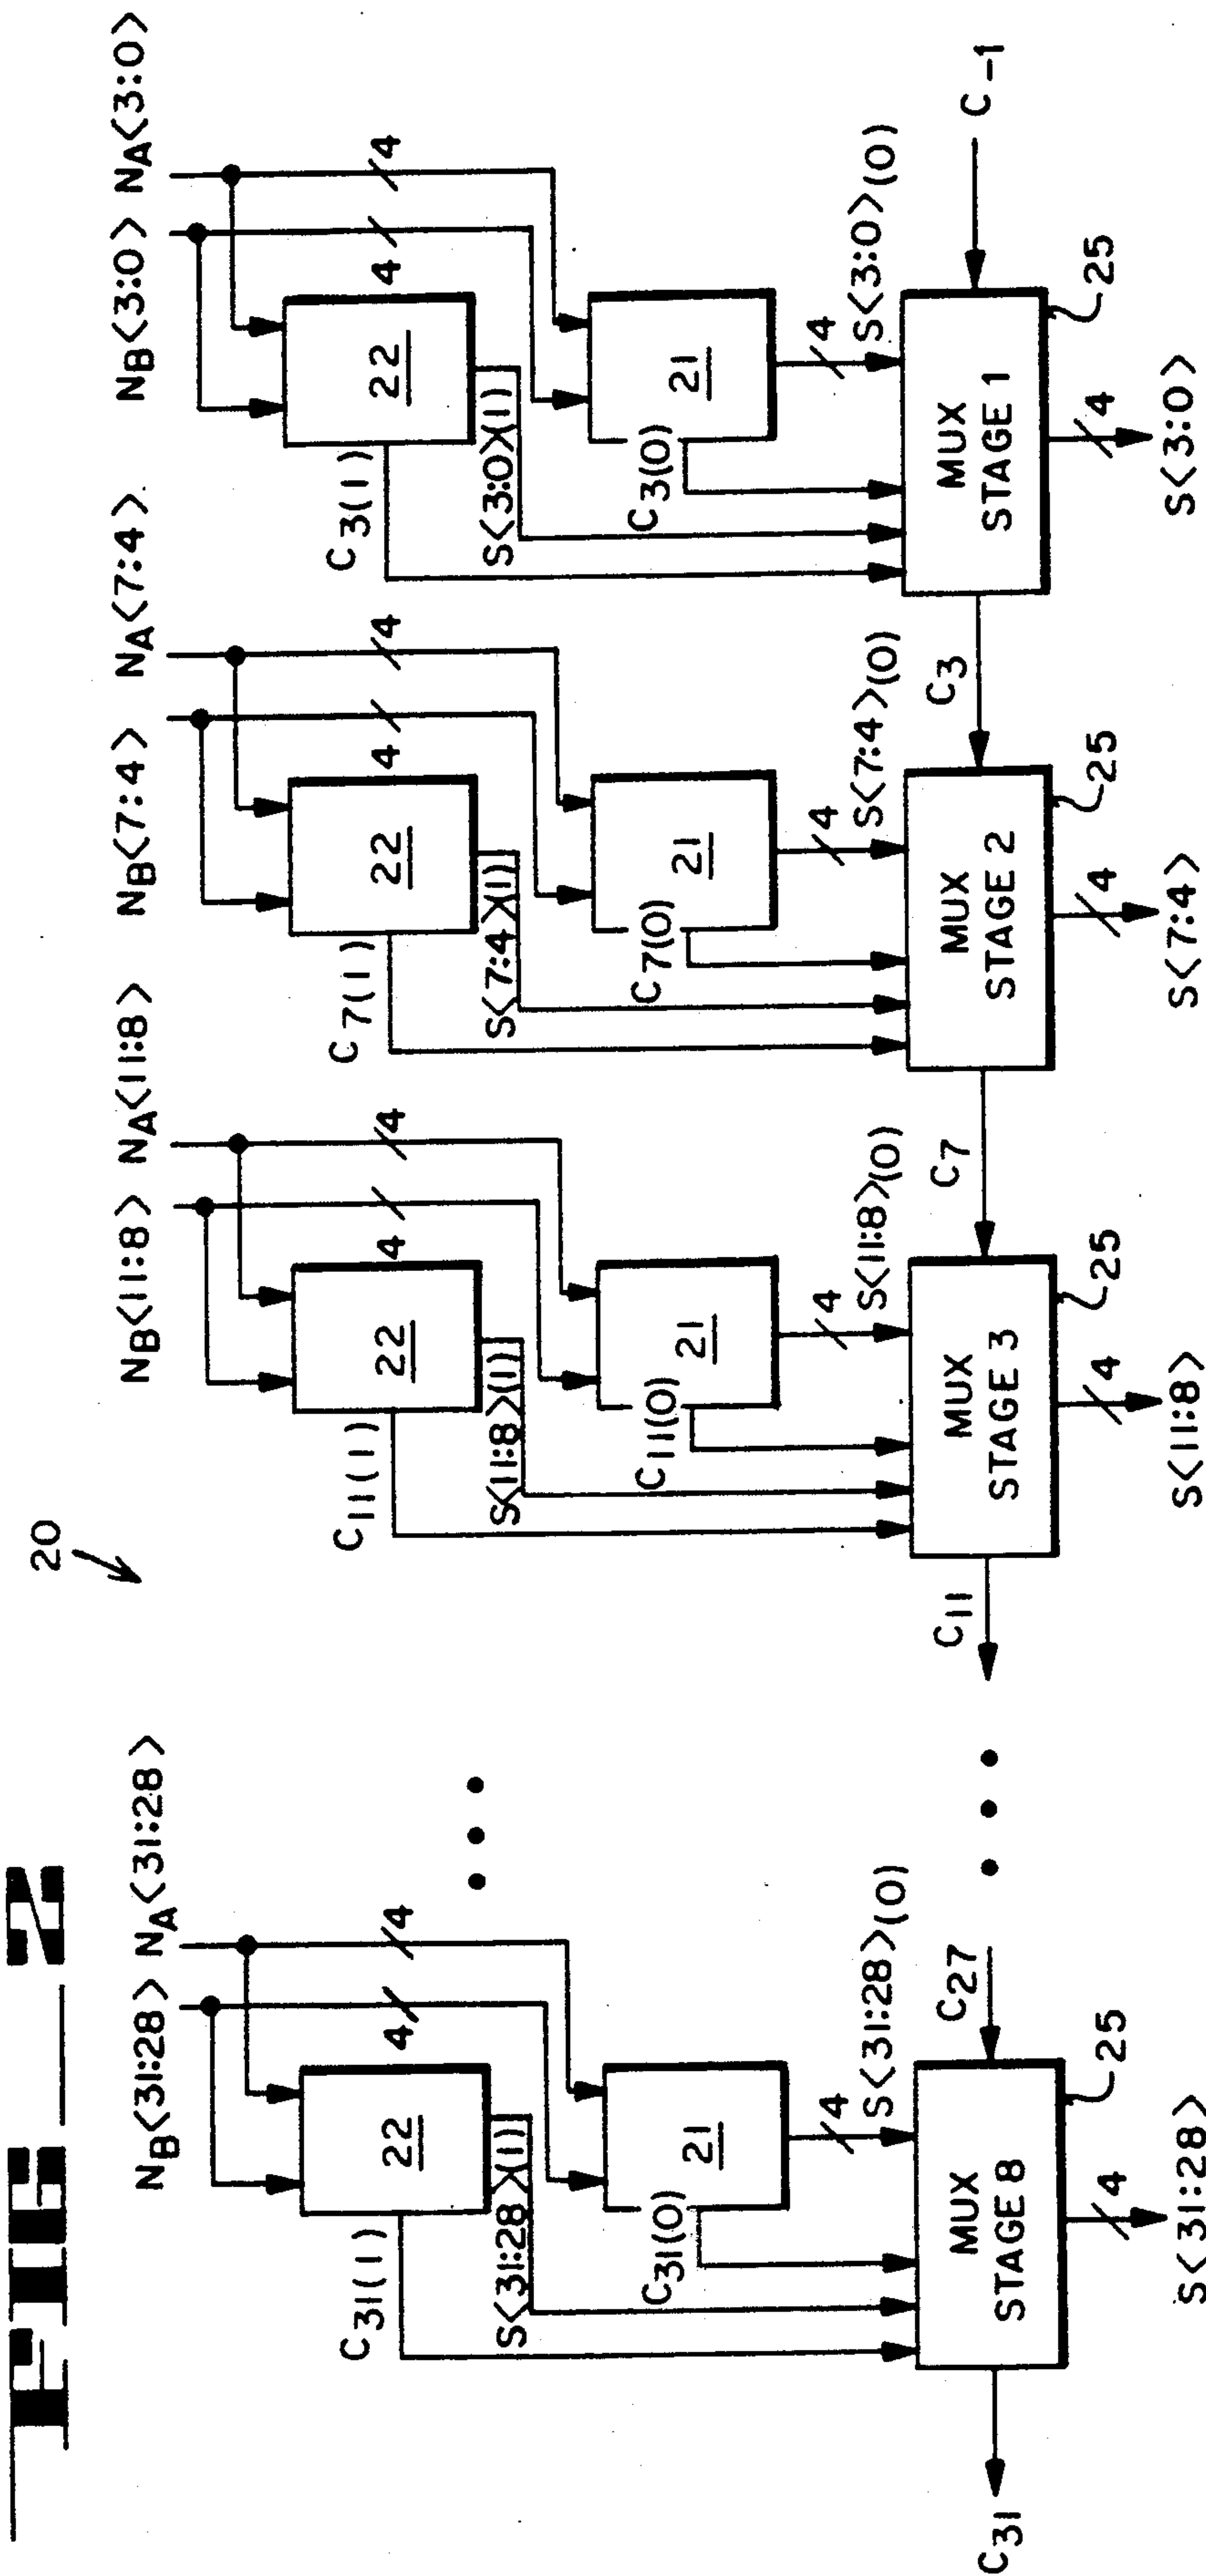 FIG_2
20
NB<31:28> NA<31:28>
NB<11:8> NA<11:8>
NB<7:4> NA<7:4>
NB<3:0> NA<3:0>
4 4
4 4
4 4
4 4
22
22
22
22
C31(1)
C11(1)
C7(1)
C3(1)
S<31:28>(1)
S<11:8>(1)
S<7:4>(1)
S<3:0>(1)
21
21
21
21
C31(0)
C11(0)
C7(0)
C3(0)
4
4
4
4
S<31:28>(0)
S<11:8>(0)
S<7:4>(0)
S<3:0>(0)
C31
C27
C11
C7
C3
C-1
MUX
STAGE 8
MUX
STAGE 3
MUX
STAGE 2
MUX
STAGE 1
25
25
25
25
4
4
4
4
S<31:28>
S<11:8>
S<7:4>
S<3:0>